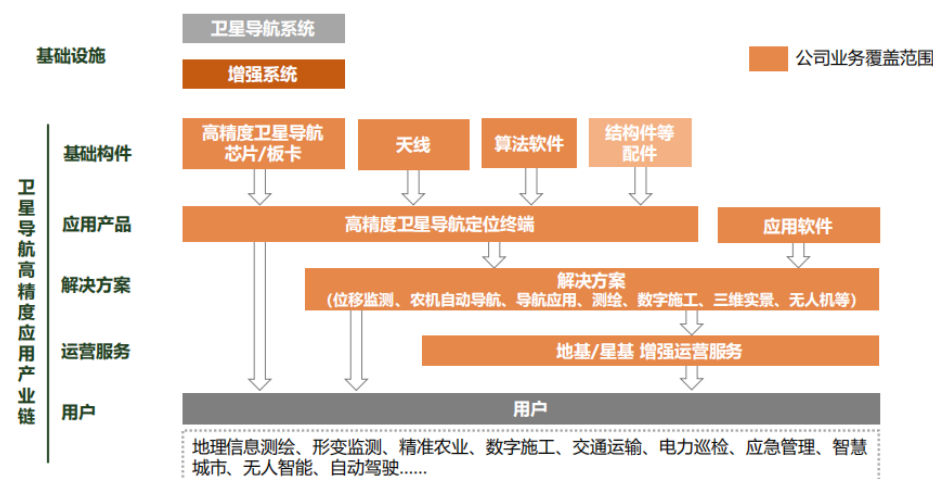 卫星导航系统
基础设施
增强系统
公司业务覆盖范围
卫星导航高精度应用产业链
基础构件
高精度卫星导航
芯片/板卡
天线
算法软件
结构件等
配件
应用产品
高精度卫星导航定位终端
应用软件
解决方案
解决方案
（位移监测、农机自动导航、导航应用、测绘、数字施工、三维实景、无人机等）
运营服务
地基/星基 增强运营服务
用户
用户
地理信息测绘、形变监测、精准农业、数字施工、交通运输、电力巡检、应急管理、智慧
城市、无人智能、自动驾驶......